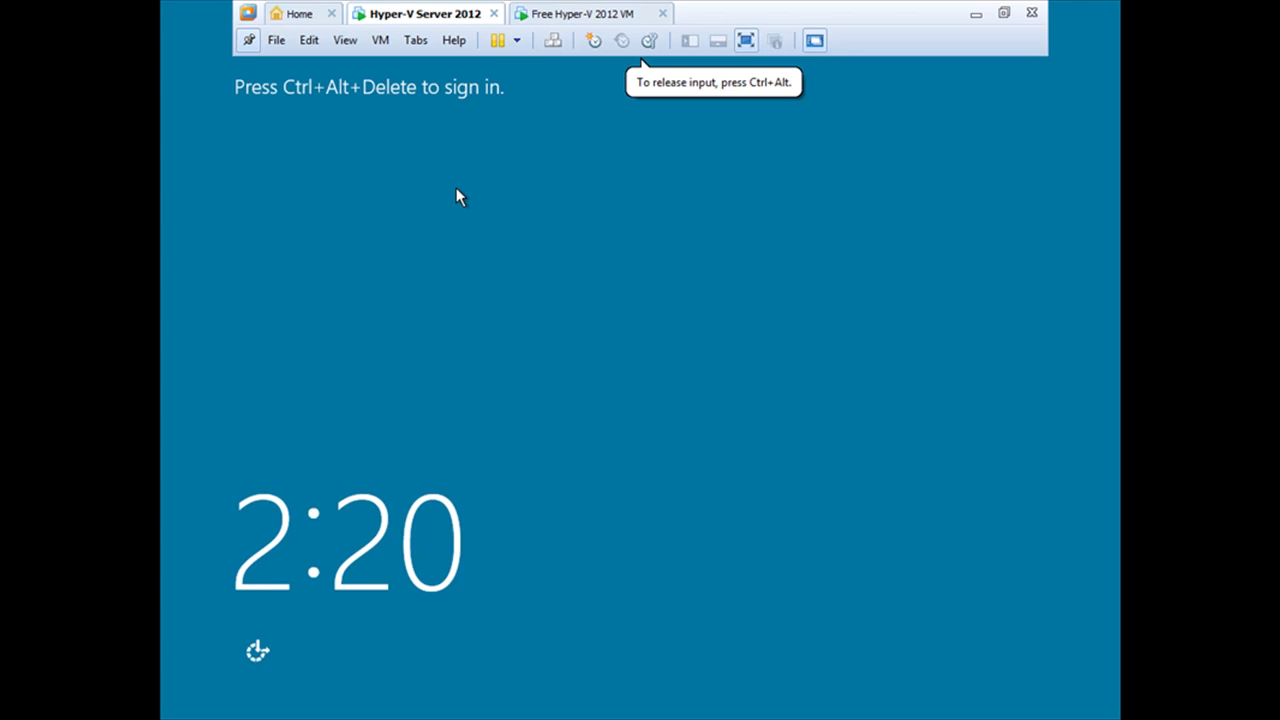 Home Hyper-V Server 2012 Free Hyper-V 2012 VM
File Edit View VM Tabs Help
To release input, press Ctrl+Alt.
Press Ctrl+Alt+Delete to sign in.
2:20